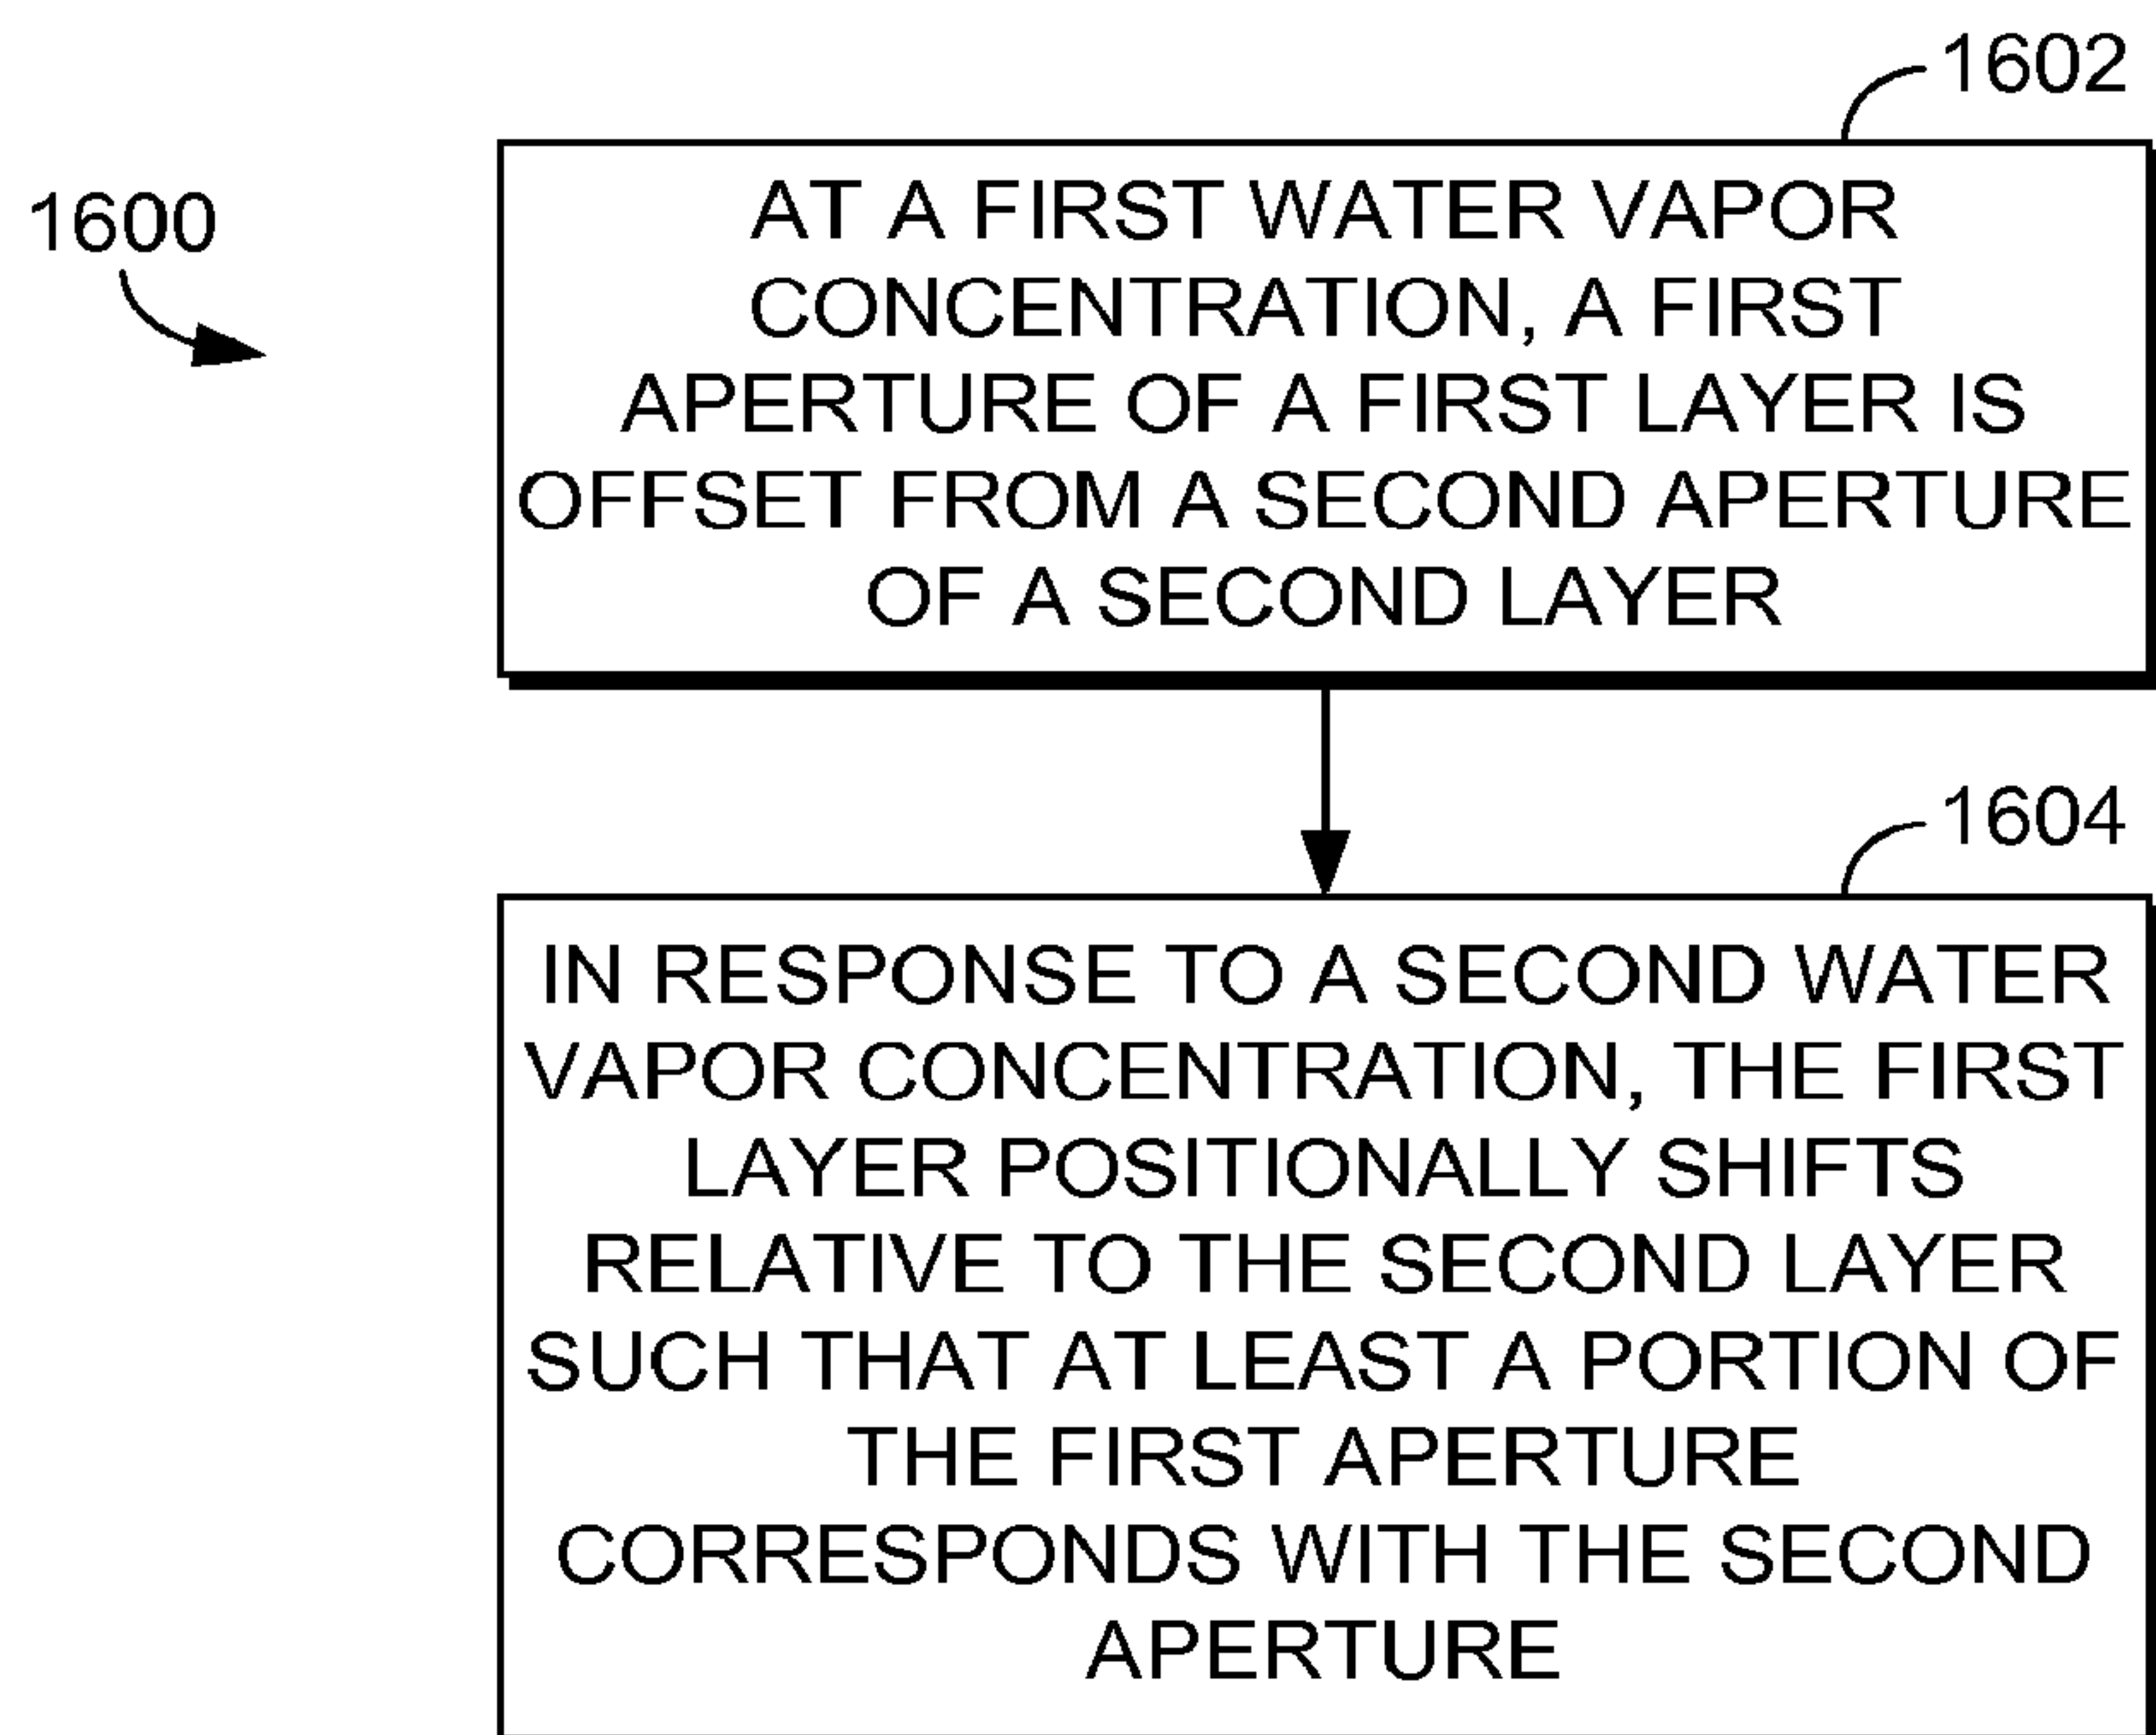 1602
1600
AT A FIRST WATER VAPOR
CONCENTRATION, A FIRST
APERTURE OF A FIRST LAYER IS
OFFSET FROM A SECOND APERTURE
OF A SECOND LAYER
1604
IN RESPONSE TO A SECOND WATER
VAPOR CONCENTRATION, THE FIRST
LAYER POSITIONALLY SHIFTS
RELATIVE TO THE SECOND LAYER
SUCH THAT AT LEAST A PORTION OF
THE FIRST APERTURE
CORRESPONDS WITH THE SECOND
APERTURE